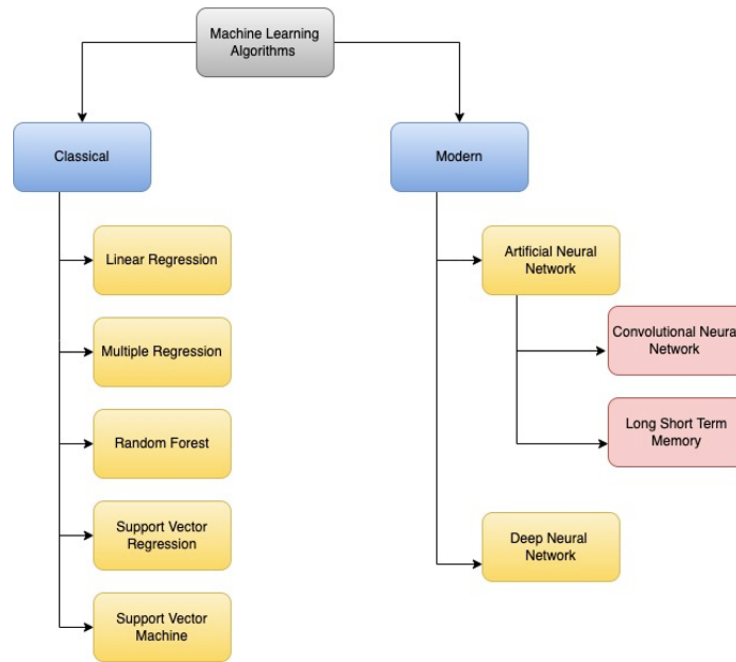 Machine Learning
Algorithms
Classical
Modern
Linear Regression
Multiple Regression
Random Forest
Support Vector
Regression
Support Vector
Machine
Artificial Neural
Network
Convolutional Neural
Network
Long Short Term
Memory
Deep Neural
Network